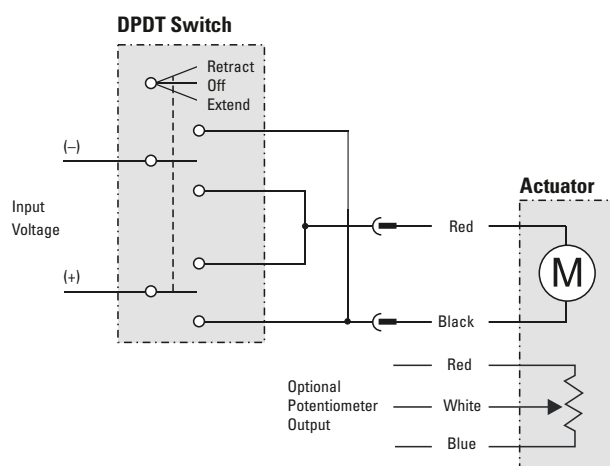 DPDT Switch
Retract
Off
Extend
(–)
Input
Voltage
(+)
Actuator
Red
M
Black
Red
Optional
Potentiometer
Output
White
Blue